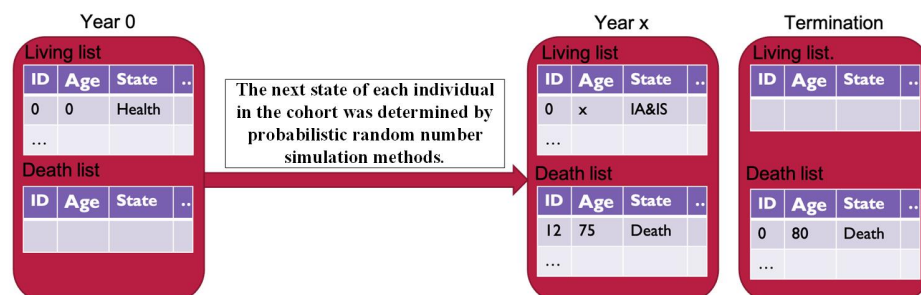 Year 0
Living list
ID Age State ..
0 0 Health
...
Death list
ID Age State ..
The next state of each individual
in the cohort was determined by
probabilistic random number
simulation methods.
Year x
Living list
ID Age State ..
0 x IA&IS
...
Death list
ID Age State ..
12 75 Death
...
Termination
Living list.
ID Age State ..
Death list
ID Age State ..
0 80 Death
...